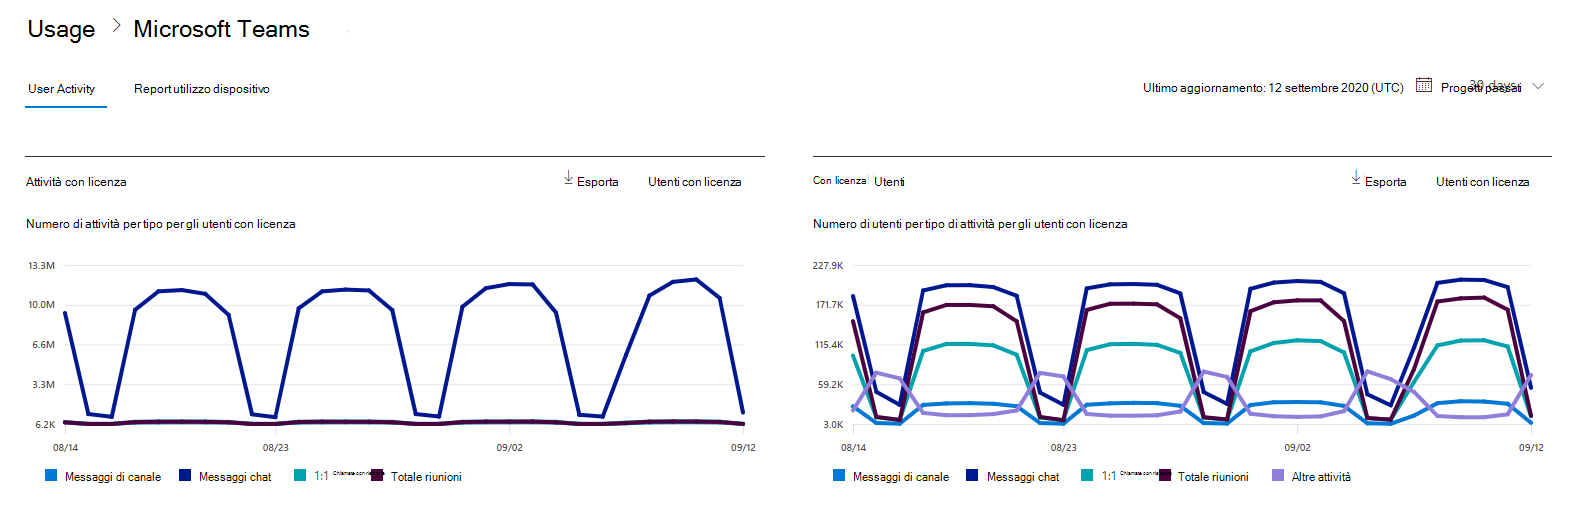 Usage > Microsoft Teams
User Activity Report utilizzo dispositivo
Ultimo aggiornamento: 12 settembre 2020 (UTC) Progetti passati 30 days
Attività con licenza Esporta Utenti con licenza
Numero di attività per tipo per gli utenti con licenza
13.3M
10.0M
6.6M
3.3M
6.2K
08/14 08/23 09/02 09/12
Messaggi di canale Messaggi chat 1:1 Chiamate con Totale riunioni
Con licenza Utenti Esporta Utenti con licenza
Numero di utenti per tipo di attività per gli utenti con licenza
227.9K
171.7K
115.4K
59.2K
3.0K
08/14 08/23 09/02 09/12
Messaggi di canale Messaggi chat 1:1 Chiamate con Totale riunioni Altre attività